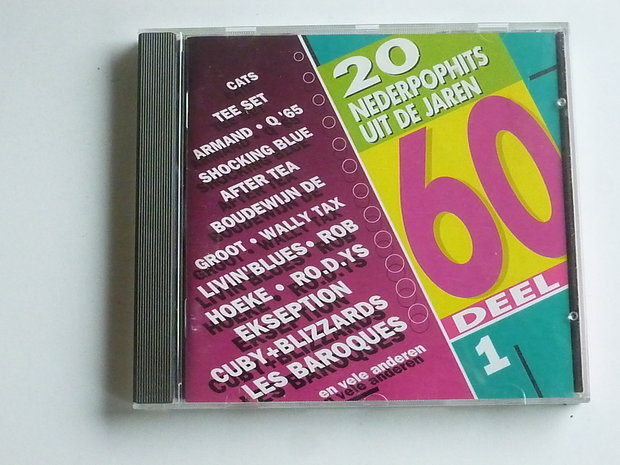 CATS
TEE SET
ARMAND • Q '65
SHOCKING BLUE
AFTER TEA
BOUDEWIJN DE
GROOT • WALLY TAX
LIVIN' BLUES • ROB
HOEKE • RO.D.YS
EKSEPTION
CUBY+BLIZZARDS
LES BAROQUES
en vele anderen
20
NEDERPOPHITS
UIT DE JAREN
60
DEEL
1